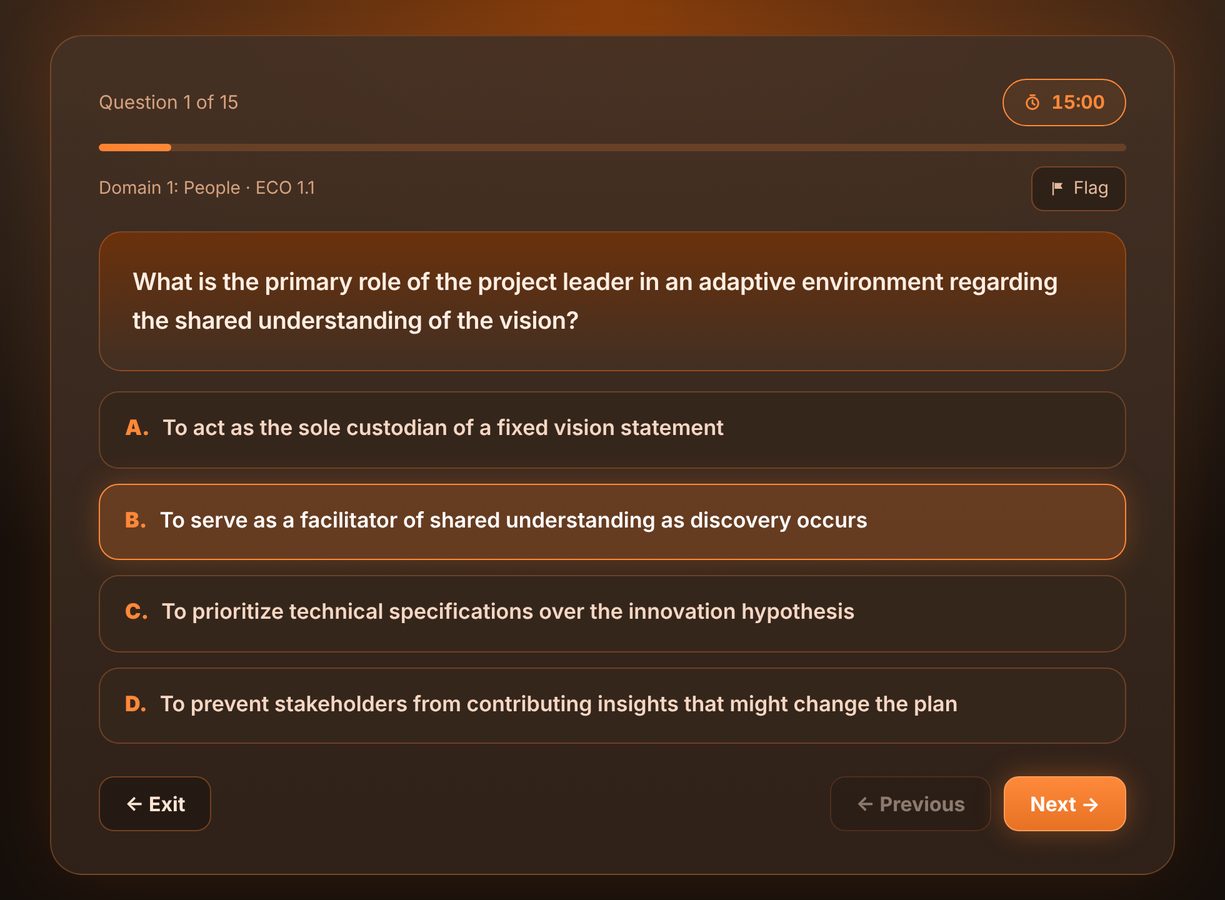 Question 1 of 15
15:00
Domain 1: People · ECO 1.1
Flag
What is the primary role of the project leader in an adaptive environment regarding
the shared understanding of the vision?
A. To act as the sole custodian of a fixed vision statement
B. To serve as a facilitator of shared understanding as discovery occurs
C. To prioritize technical specifications over the innovation hypothesis
D. To prevent stakeholders from contributing insights that might change the plan
← Exit
← Previous
Next →